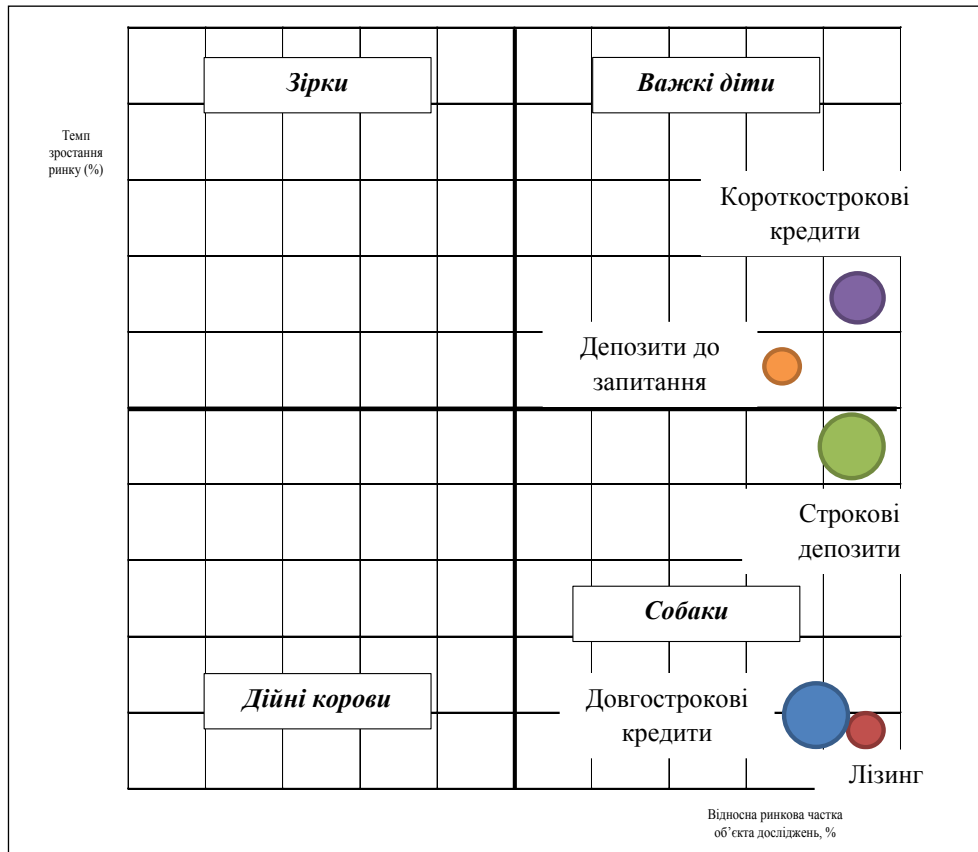 Зірки
Важкі діти
Темп
зростання
ринку (%)
Короткострокові
кредити
Депозити до
запитання
Строкові
депозити
Собаки
Дійні корови
Довгострокові
кредити
Лізинг
Відносна ринкова частка
об’єкта досліджень, %